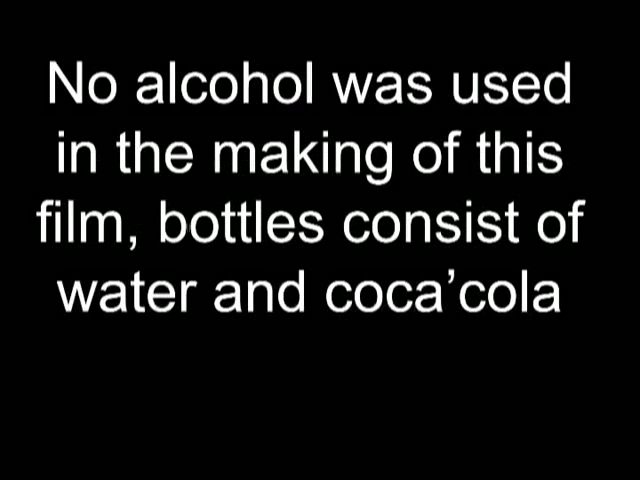 No alcohol was used
in the making of this
film, bottles consist of
water and coca’cola